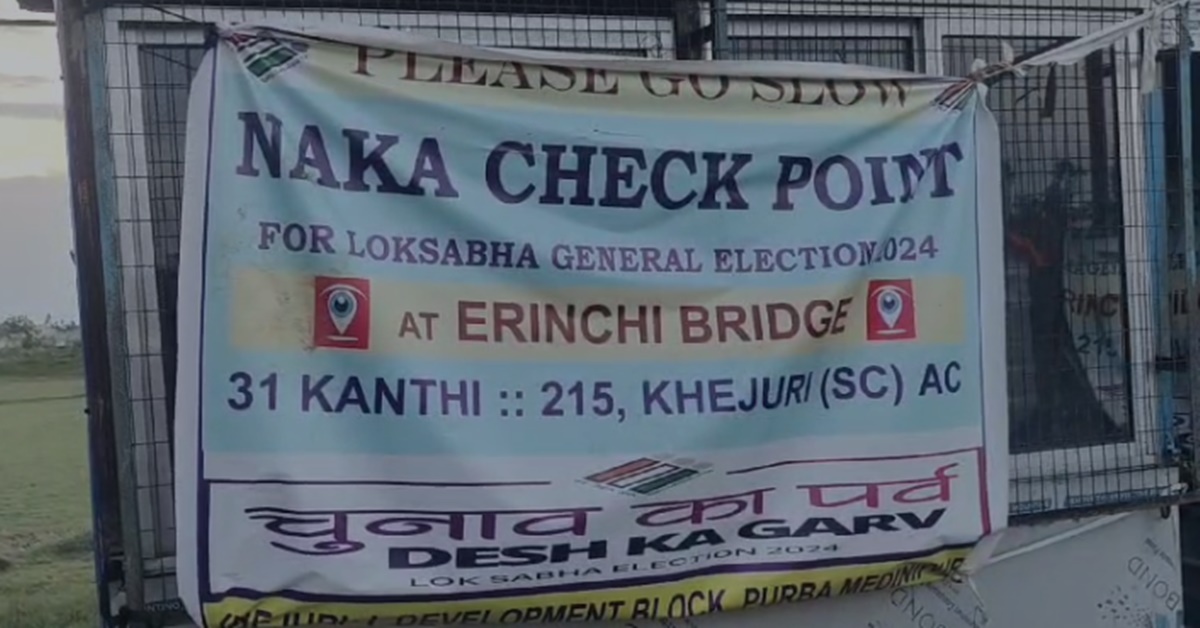 PLEASE GO SLOW
NAKA CHECK POINT
FOR LOKSABHA GENERAL ELECTION 2024
AT ERINCHI BRIDGE
31 KANTHI :: 215, KHEJURI (SC) AC
चुनाव का पर्व
DESH KA GARV
LOK SABHA ELECTION 2024
DEVELOPMENT BLOCK, PURBA MEDINIPUR
BOND